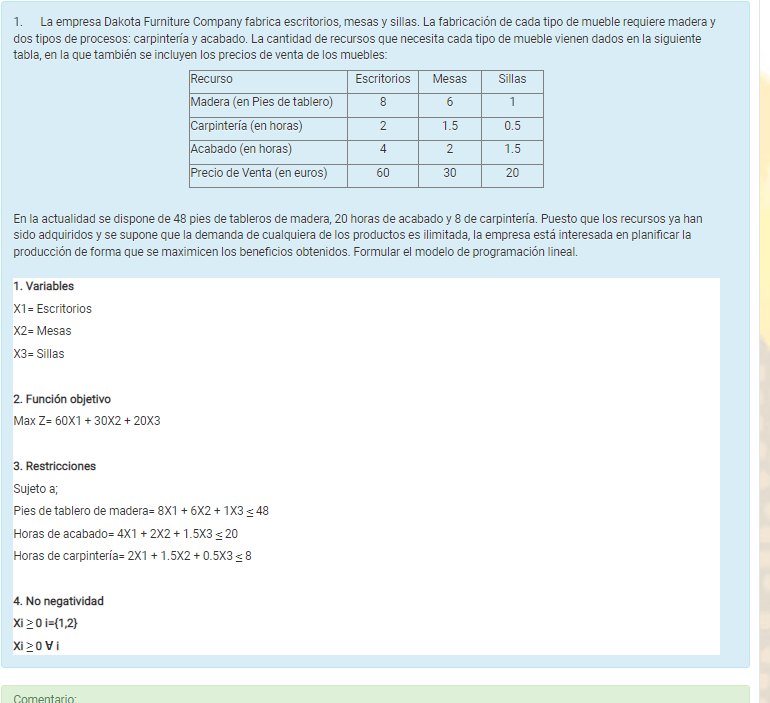 1. La empresa Dakota Furniture Company fabrica escritorios, mesas y sillas. La fabricación de cada tipo de mueble requiere madera y
dos tipos de procesos: carpintería y acabado. La cantidad de recursos que necesita cada tipo de mueble vienen dados en la siguiente
tabla, en la que también se incluyen los precios de venta de los muebles:
Recurso Escritorios Mesas Sillas
Madera (en Pies de tablero) 8 6 1
Carpintería (en horas) 2 1.5 0.5
Acabado (en horas) 4 2 1.5
Precio de Venta (en euros) 60 30 20
En la actualidad se dispone de 48 pies de tableros de madera, 20 horas de acabado y 8 de carpintería. Puesto que los recursos ya han
sido adquiridos y se supone que la demanda de cualquiera de los productos es ilimitada, la empresa está interesada en planificar la
producción de forma que se maximicen los beneficios obtenidos. Formular el modelo de programación lineal.
1. Variables
X1= Escritorios
X2= Mesas
X3= Sillas
2. Función objetivo
Max Z= 60X1 + 30X2 + 20X3
3. Restricciones
Sujeto a;
Pies de tablero de madera= 8X1 + 6X2 + 1X3 ≤ 48
Horas de acabado= 4X1 + 2X2 + 1.5X3 ≤ 20
Horas de carpintería= 2X1 + 1.5X2 + 0.5X3 ≤ 8
4. No negatividad
Xi ≥ 0 i={1,2}
Xi ≥ 0 ∀ i
Comentario: